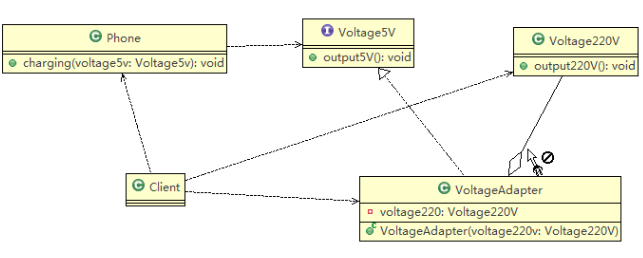 Phone
charging(voltage5v: Voltage5v): void
Voltage5V
output5V(): void
Voltage220V
output220V(): void
Client
VoltageAdapter
voltage220: Voltage220V
VoltageAdapter(voltage220v: Voltage220V)